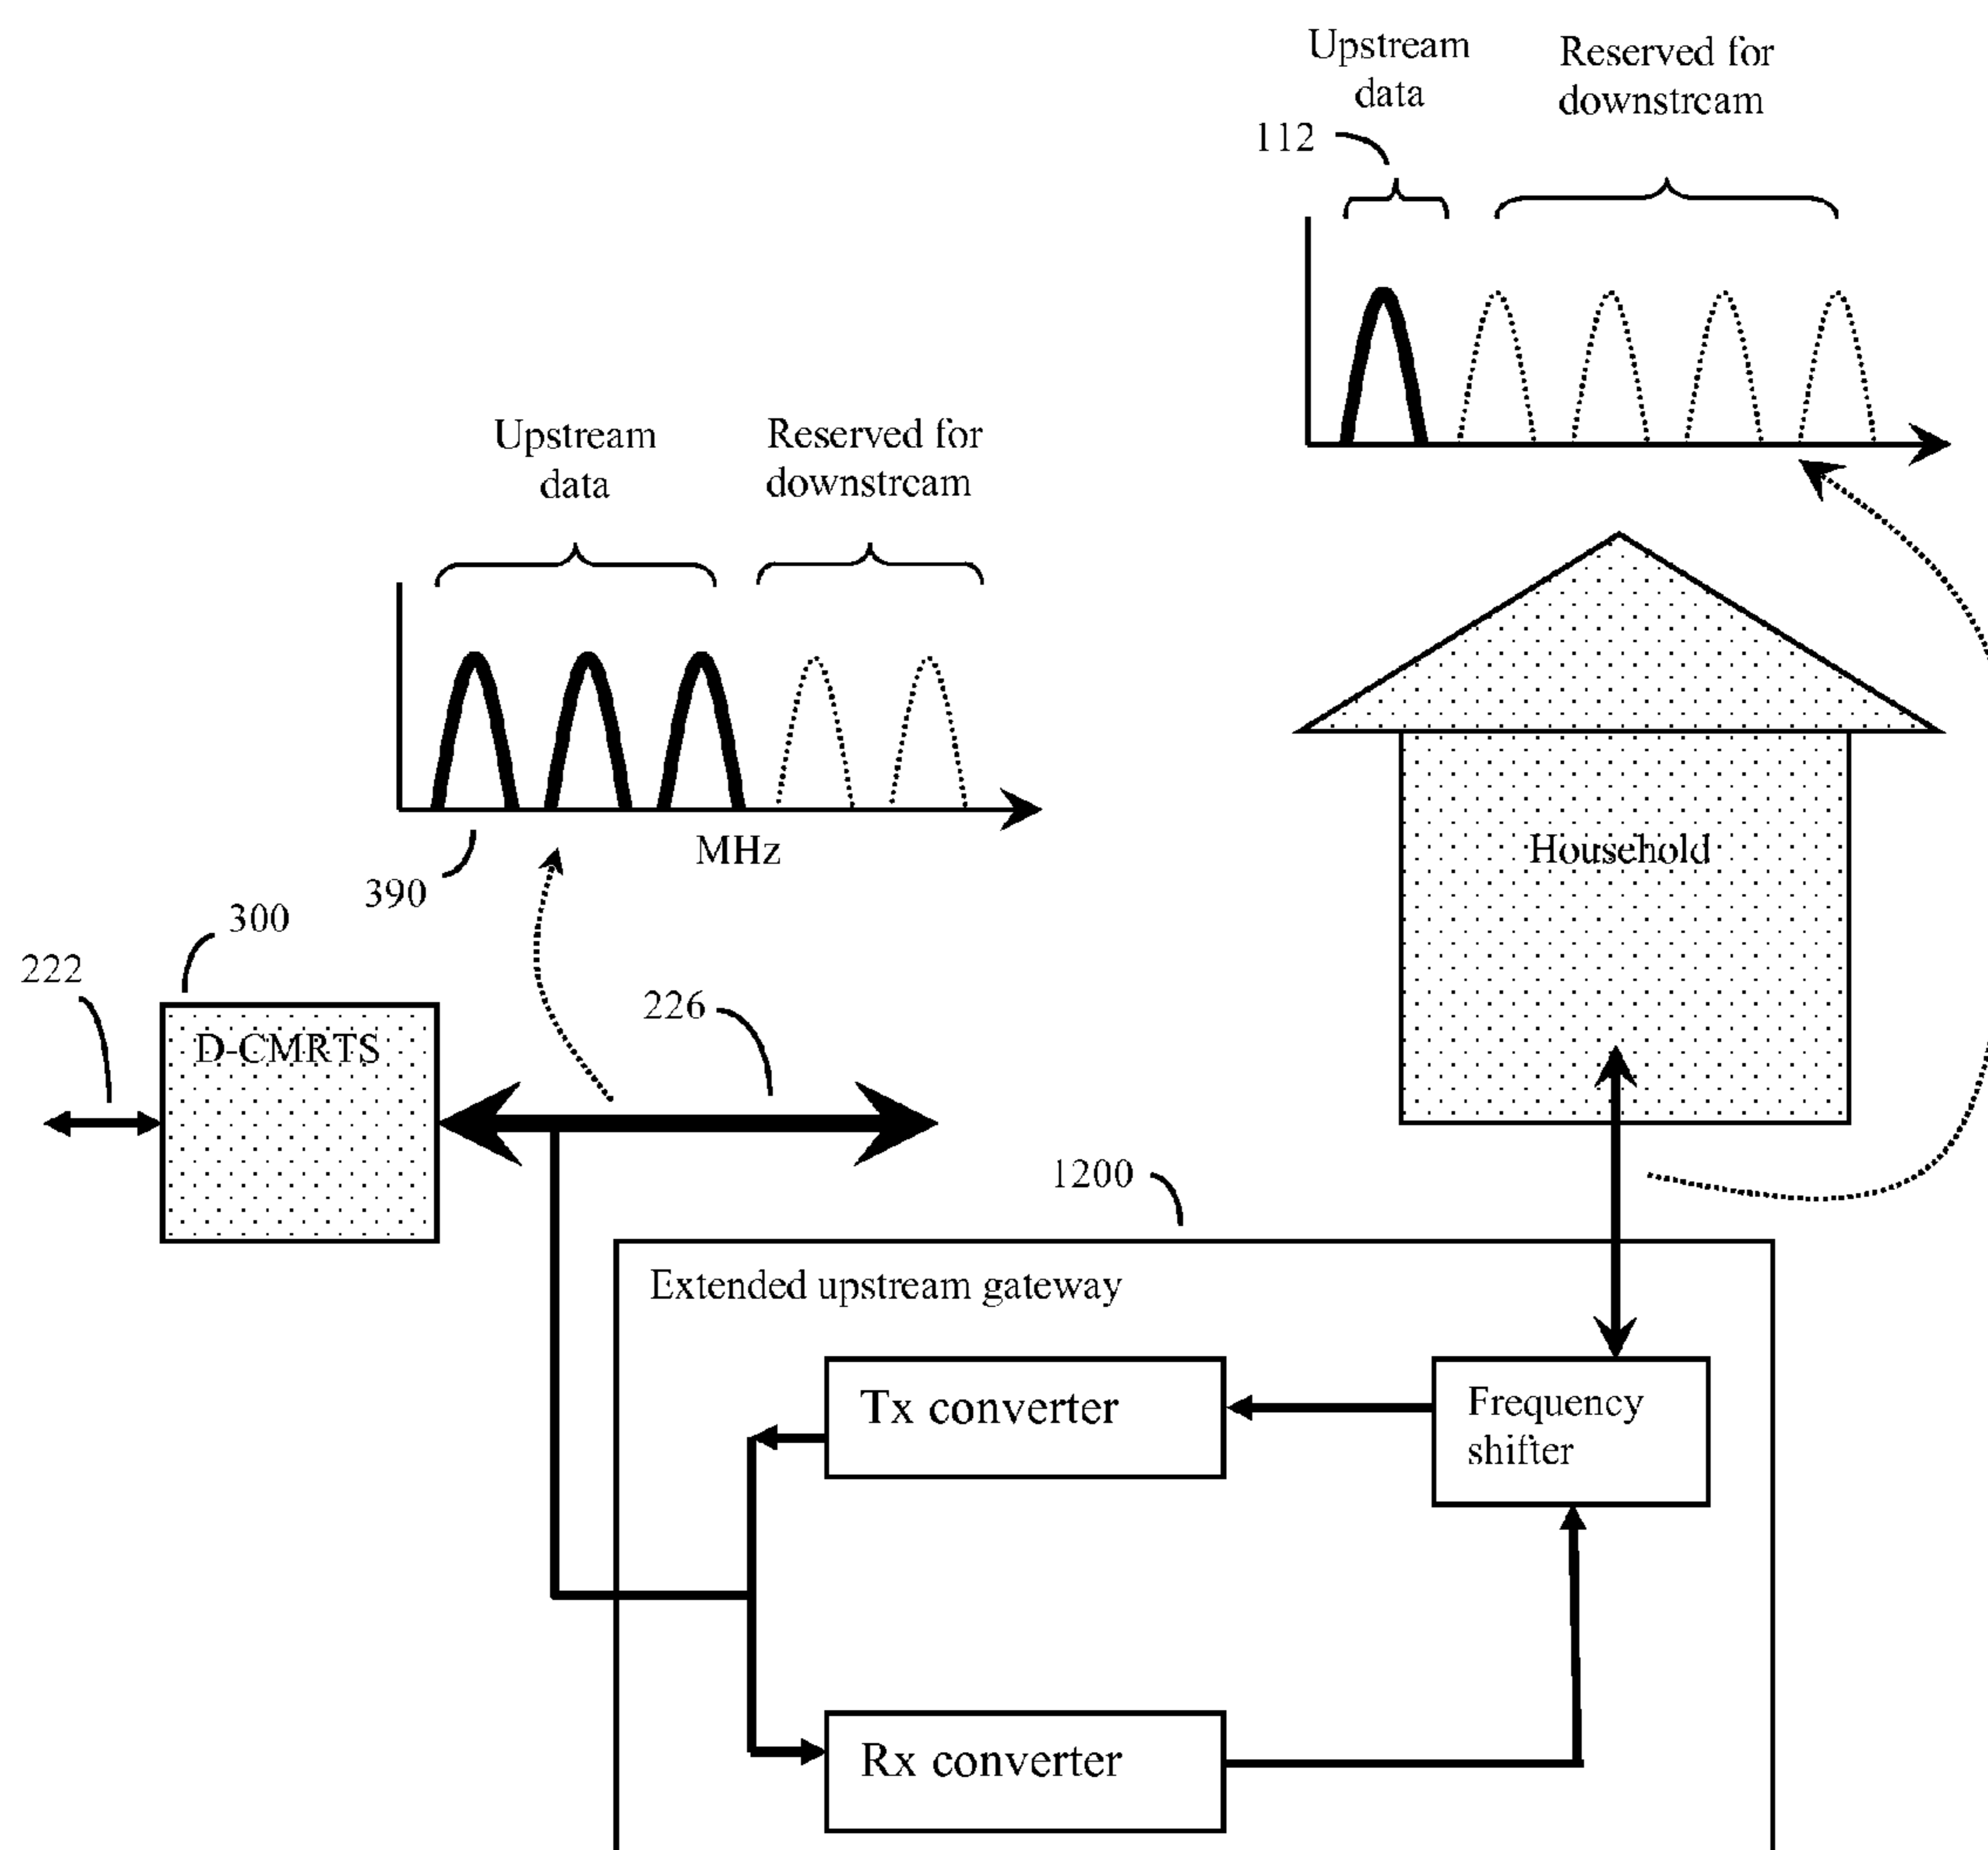 Upstream
data
Reserved for
downstream
112
Upstream
data
Reserved for
downstream
MHz
390
Household
300
222
D-CMRTS
226
1200
Extended upstream gateway
Tx converter
Frequency
shifter
Rx converter